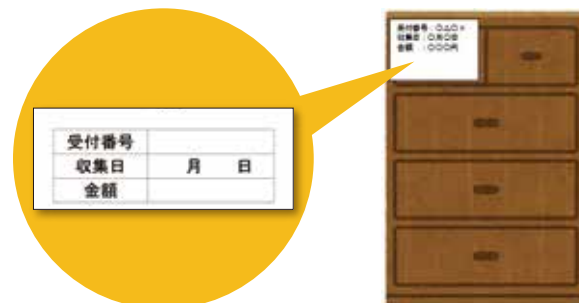 受付番号
収集日 月 日
金額
受付番号：○△○×
収集日：○月○日
金額 ：○○○円